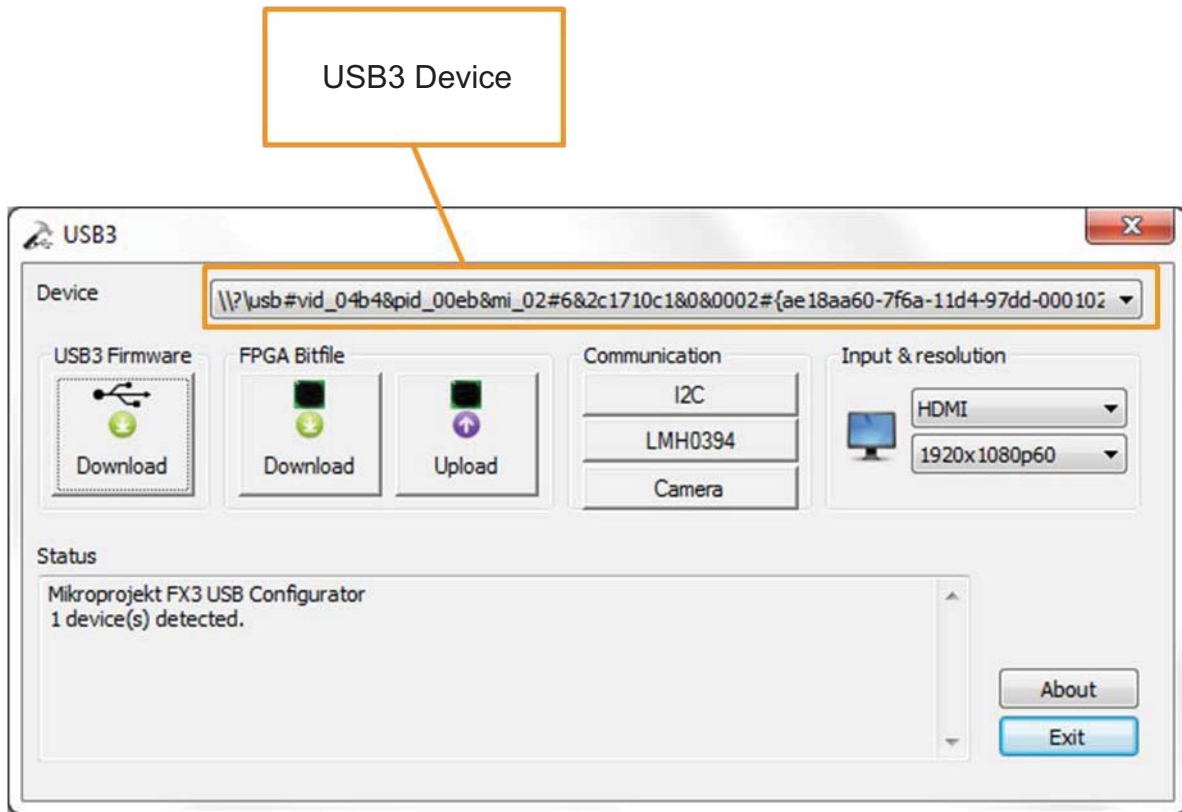 USB3 Device
USB3
Device
\\?\usb#vid_04b4&pid_00eb&mi_02#6&2c1710c1&0&0002#{ae18aa60-7f6a-11d4-97dd-000102
USB3 Firmware
FPGA Bitfile
Communication
Input & resolution
Download
Download
Upload
I2C
LMH0394
Camera
HDMI
1920x1080p60
Status
Mikroprojekt FX3 USB Configurator
1 device(s) detected.
About
Exit